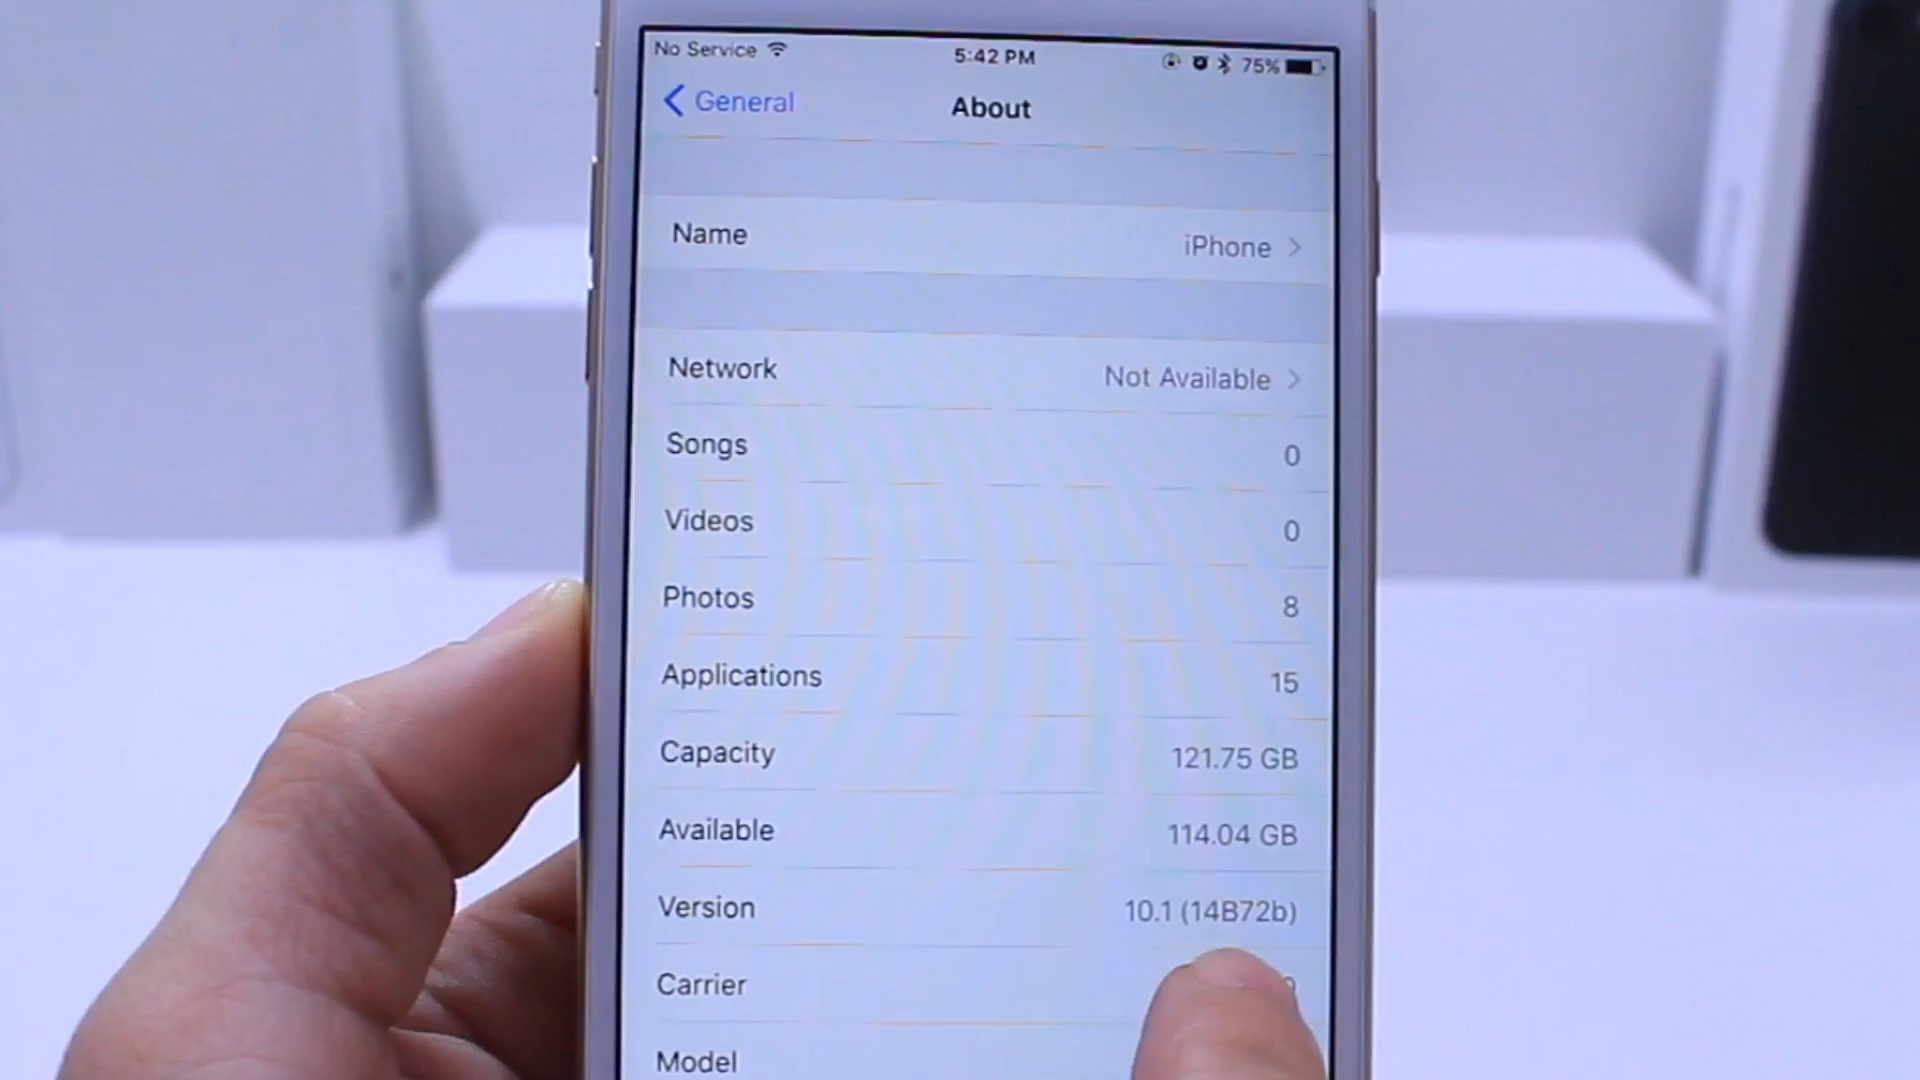 No Service
5:42 PM
75%
General
About
Name
iPhone
Network
Not Available
Songs
0
Videos
0
Photos
8
Applications
15
Capacity
121.75 GB
Available
114.04 GB
Version
10.1 (14B72b)
Carrier
Model